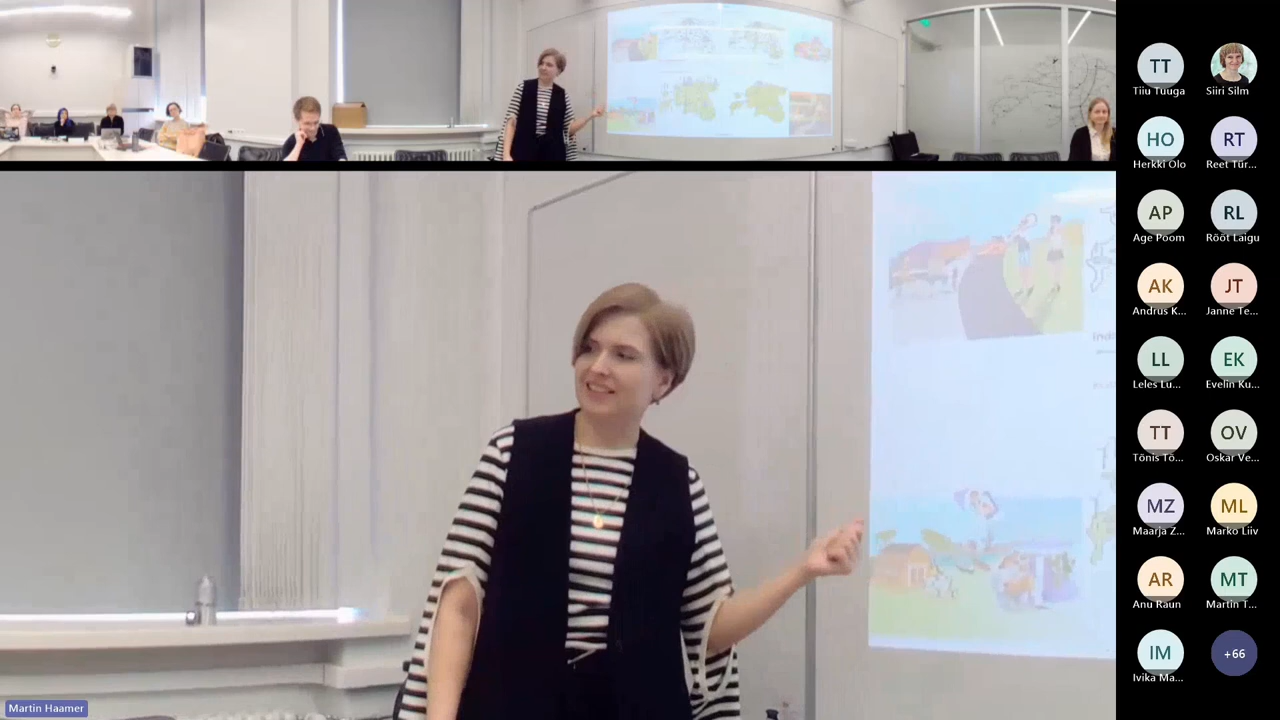 TT
Tiiu Tuuga
Siiri Silm
HO
Herkki Olo
RT
Reet Tür...
AP
Age Poom
RL
Rööt Laigu
AK
Andrus K...
JT
Janne Te...
LL
Leles Lu...
EK
Evelin Ku...
TT
Tõnis Tõ...
OV
Oskar Ve...
MZ
Maarja Z...
ML
Marko Liiv
AR
Anu Raun
MT
Martin T...
IM
Ivika Ma...
+66
Martin Haamer